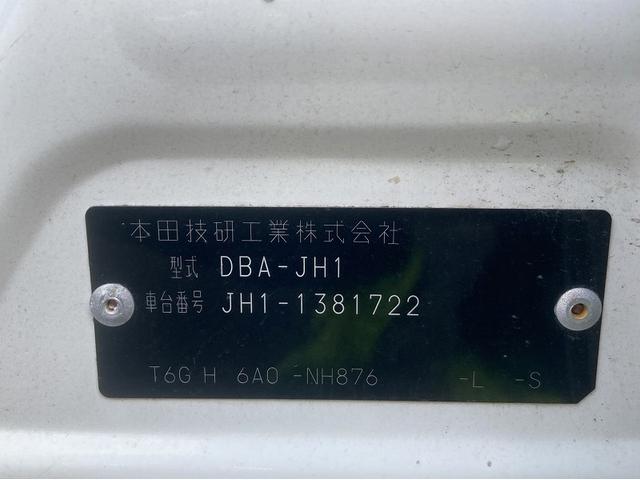 本田技研工業株式会社
型式 DBA-JH1
車台番号 JH1-1381722
T6G H 6A0 -NH876 -L -S